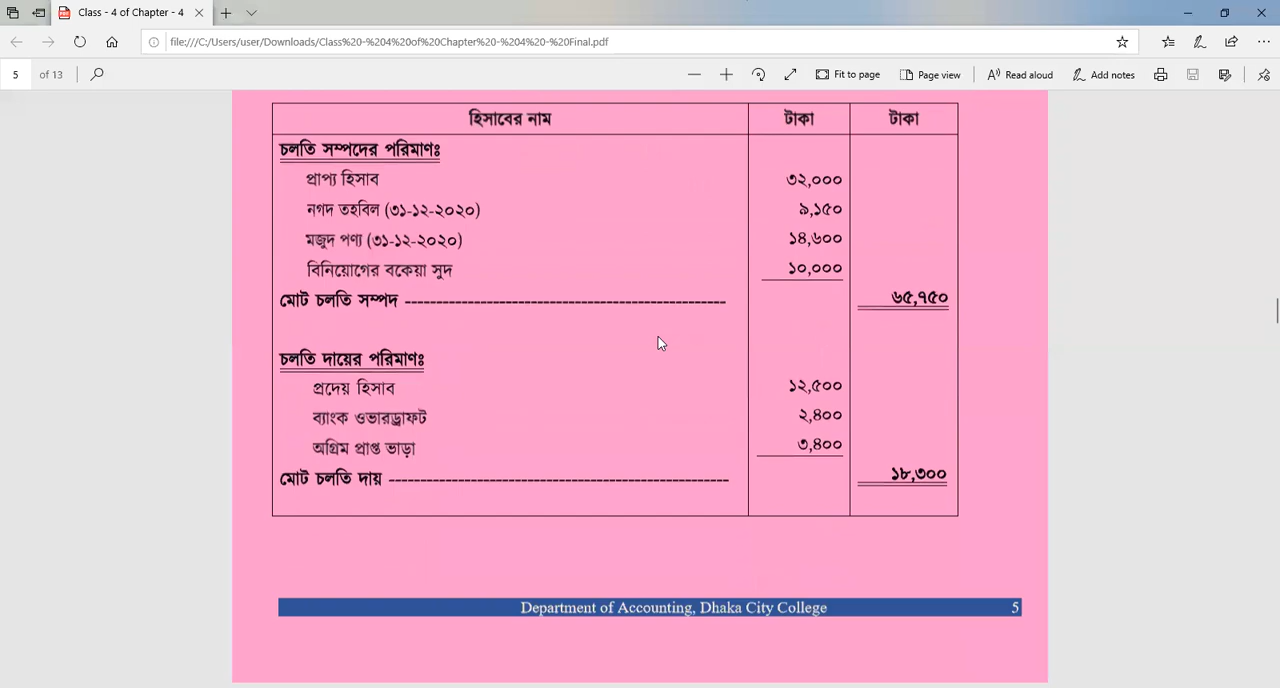 Class - 4 of Chapter - 4
file:///C:/Users/user/Downloads/Class%20-%204%20of%20Chapter%20-%204%20-%20Final.pdf
5 of 13 Fit to page Page view Read aloud Add notes
হিসাবের নাম টাকা টাকা
চলতি সম্পদের পরিমাণঃ
প্রাপ্য হিসাব ৩২,০০০
নগদ তহবিল (৩১-১২-২০২০) ৯,১৫০
মজুদ পণ্য (৩১-১২-২০২০) ১৪,৬০০
বিনিয়োগের বকেয়া সুদ ১০,০০০
মোট চলতি সম্পদ ---------------------------------------------------- ৬৫,৭৫০
চলতি দায়ের পরিমাণঃ
প্রদেয় হিসাব ১২,৫০০
ব্যাংক ওভারড্রাফট ২,৪০০
অগ্রিম প্রাপ্ত ভাড়া ৩,৪০০
মোট চলতি দায় ------------------------------------------------------ ১৮,৩০০
Department of Accounting, Dhaka City College 5